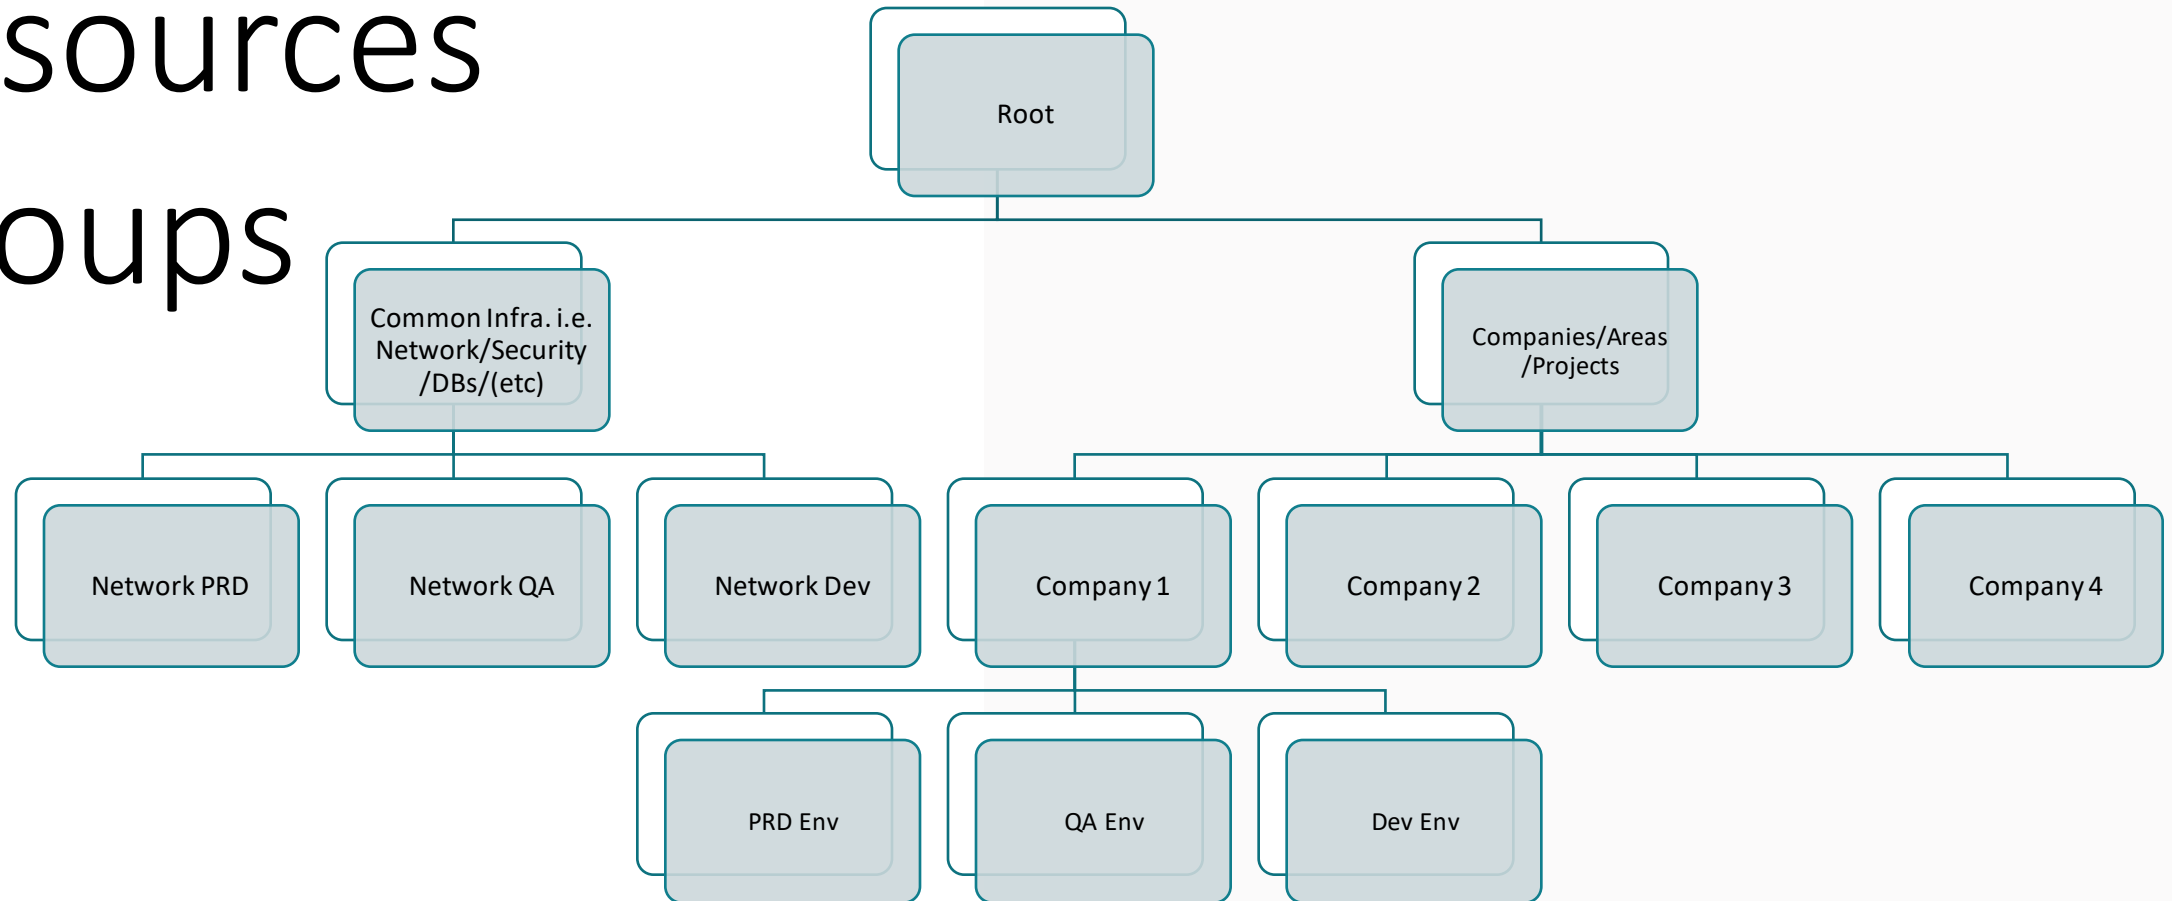 sources
oups
Root
Common Infra. i.e.
Network/Security
/DBs/(etc)
Companies/Areas
/Projects
Network PRD
Network QA
Network Dev
Company 1
Company 2
Company 3
Company 4
PRD Env
QA Env
Dev Env